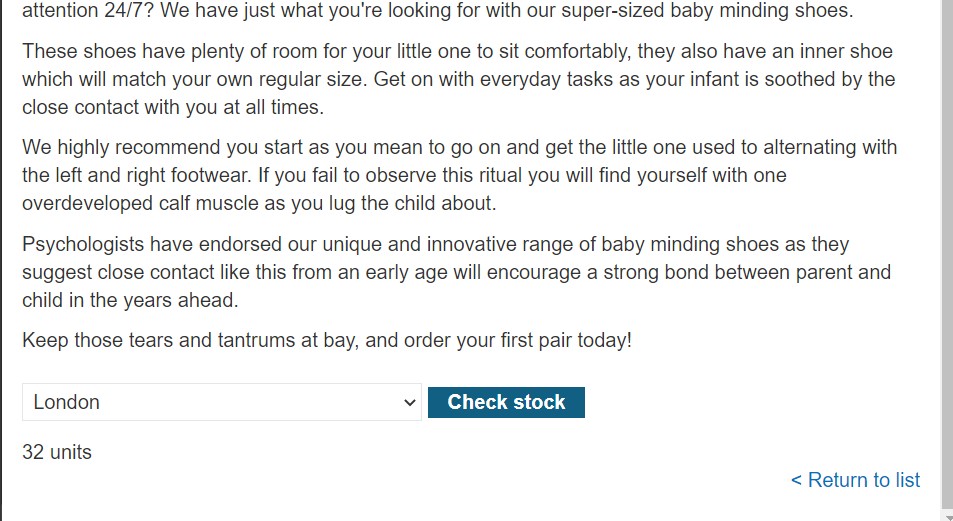 attention 24/7? We have just what you're looking for with our super-sized baby minding shoes.
These shoes have plenty of room for your little one to sit comfortably, they also have an inner shoe
which will match your own regular size. Get on with everyday tasks as your infant is soothed by the
close contact with you at all times.
We highly recommend you start as you mean to go on and get the little one used to alternating with
the left and right footwear. If you fail to observe this ritual you will find yourself with one
overdeveloped calf muscle as you lug the child about.
Psychologists have endorsed our unique and innovative range of baby minding shoes as they
suggest close contact like this from an early age will encourage a strong bond between parent and
child in the years ahead.
Keep those tears and tantrums at bay, and order your first pair today!
London Check stock
32 units
< Return to list